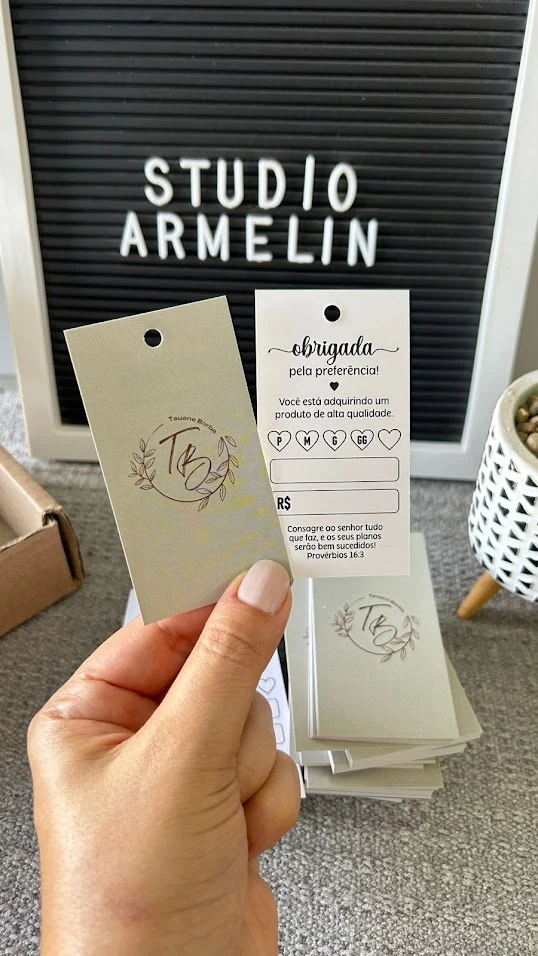 STUDIO
ARMELIN
Tauane Borba
TB
obrigada
pela preferência!
Você está adquirindo um
produto de alta qualidade.
P M G GG
R$
Consagre ao senhor tudo
que faz, e os seus planos
serão bem sucedidos!
Provérbios 16:3
Tauane Borba
TB